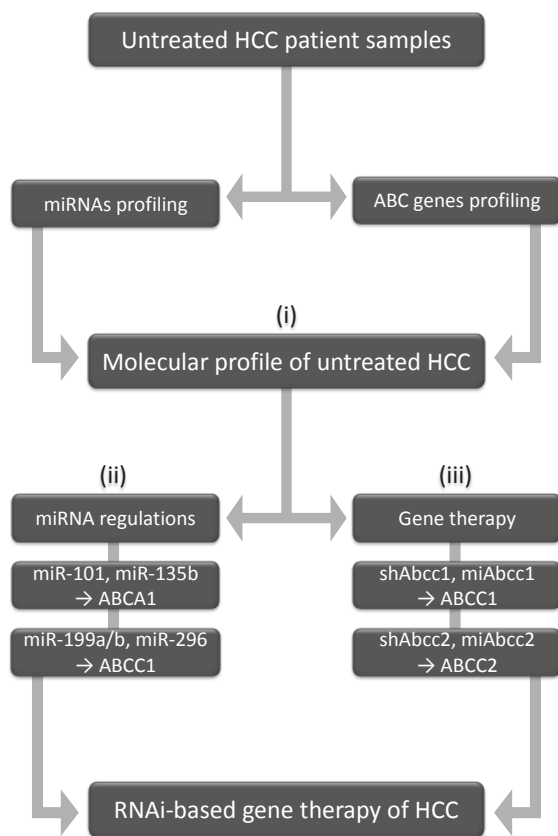 Untreated HCC patient samples
miRNAs profiling
ABC genes profiling
(i)
Molecular profile of untreated HCC
(ii)
(iii)
miRNA regulations
Gene therapy
miR-101, miR-135b
→ ABCA1
shAbcc1, miAbcc1
→ ABCC1
miR-199a/b, miR-296
→ ABCC1
shAbcc2, miAbcc2
→ ABCC2
RNAi-based gene therapy of HCC